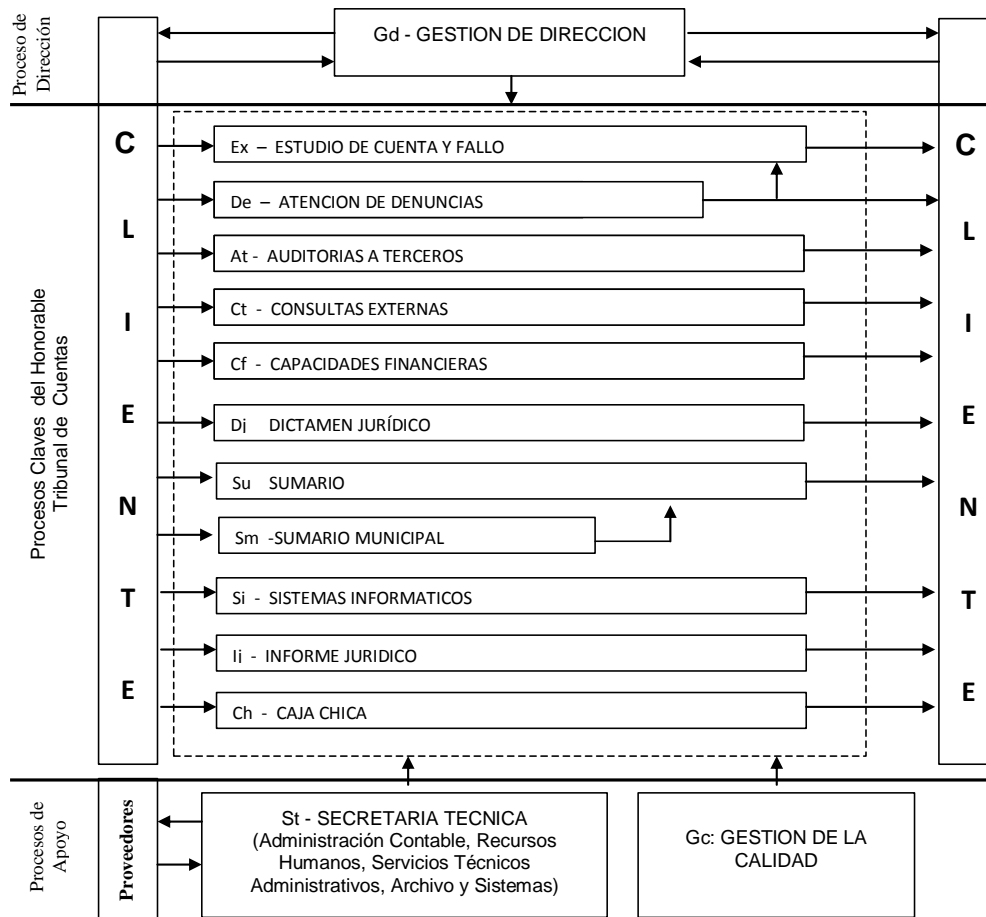 Proceso de
Dirección
Gd - GESTION DE DIRECCION
Procesos Claves del Honorable
Tribunal de Cuentas
C
L
I
E
N
T
E
Ex – ESTUDIO DE CUENTA Y FALLO
De – ATENCION DE DENUNCIAS
At - AUDITORIAS A TERCEROS
Ct - CONSULTAS EXTERNAS
Cf - CAPACIDADES FINANCIERAS
Dj DICTAMEN JURÍDICO
Su SUMARIO
Sm -SUMARIO MUNICIPAL
Si - SISTEMAS INFORMATICOS
Ij - INFORME JURIDICO
Ch - CAJA CHICA
C
L
I
E
N
T
E
Procesos de
Apoyo
Proveedores
St - SECRETARIA TECNICA
(Administración Contable, Recursos
Humanos, Servicios Técnicos
Administrativos, Archivo y Sistemas)
Gc: GESTION DE LA
CALIDAD